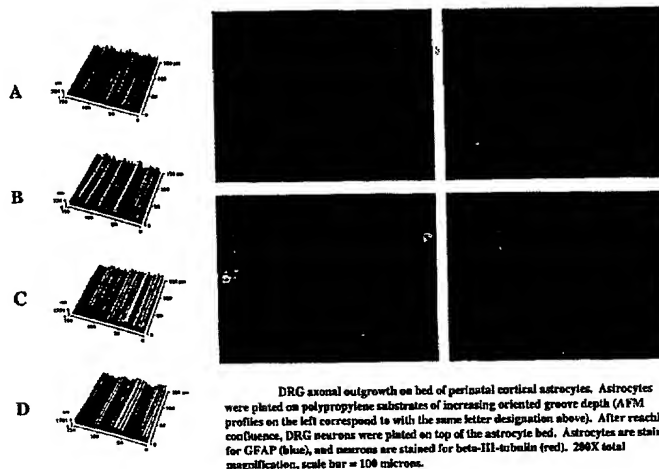 A
B
C
D
DRG axonal outgrowth on bed of perinatal cortical astrocytes. Astrocytes
were plated on polypropylene substrates of increasing oriented groove depth (AFM
profiles on the left correspond to with the same letter designation above). After reachi
confluence, DRG neurons were plated on top of the astrocyte bed. Astrocytes are stain
for GFAP (blue), and neurons are stained for beta-III-tubulin (red). 200X total
magnification, scale bar = 100 microns.